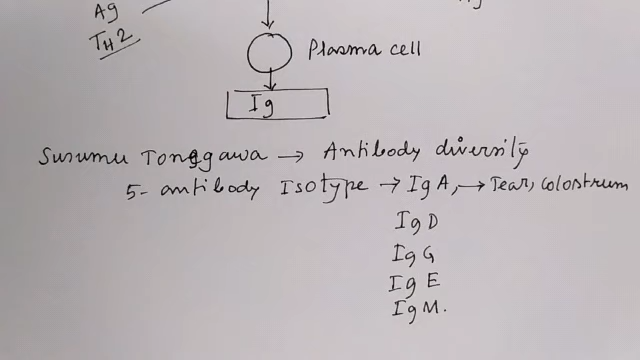 Ag
TH2
Plasma cell
Ig
Susumu Tonegawa → Antibody diversity
5- antibody Isotype → IgA, → Tear, colostrum
IgD
IgG
IgE
IgM.